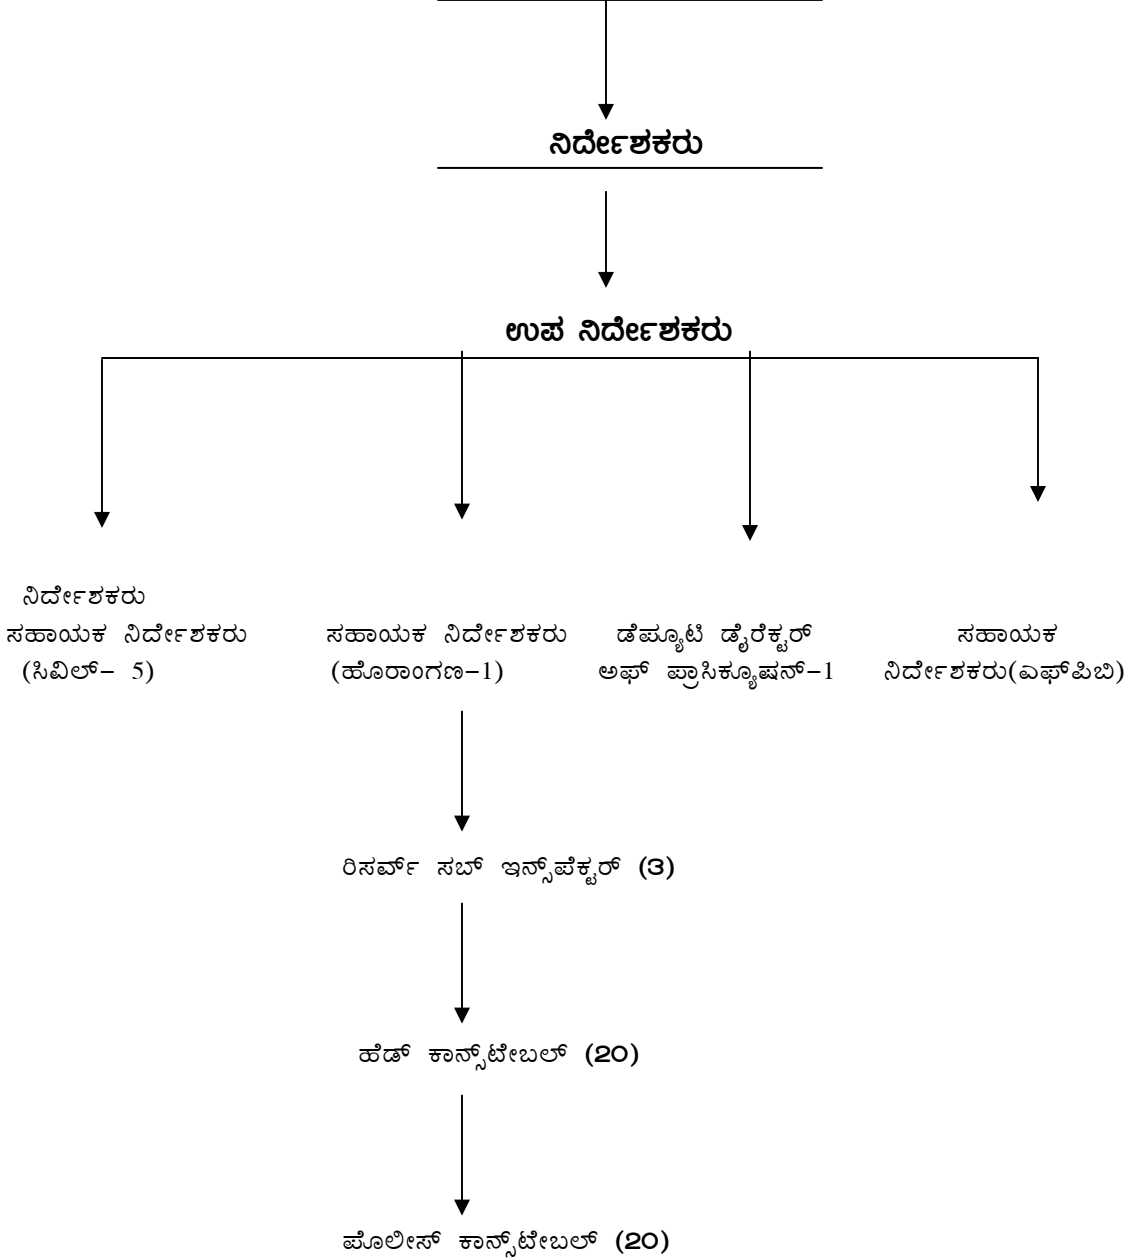 ನಿರ್ದೇಶಕರು
ಉಪ ನಿರ್ದೇಶಕರು
ನಿರ್ದೇಶಕರು
ಸಹಾಯಕ ನಿರ್ದೇಶಕರು
(ಸಿವಿಲ್– 5)
ಸಹಾಯಕ ನಿರ್ದೇಶಕರು
(ಹೊರಾಂಗಣ–1)
ಡೆಪ್ಯೂಟಿ ಡೈರೆಕ್ಟರ್
ಅಫ್ ಪ್ರಾಸಿಕ್ಯೂಷನ್–1
ಸಹಾಯಕ
ನಿರ್ದೇಶಕರು(ಎಫ್‌ಪಿಬಿ)
ರಿಸರ್ವ್ ಸಬ್ ಇನ್ಸ್‌ಪೆಕ್ಟರ್ (3)
ಹೆಡ್ ಕಾನ್ಸ್‌ಟೇಬಲ್ (20)
ಪೊಲೀಸ್ ಕಾನ್ಸ್‌ಟೇಬಲ್ (20)